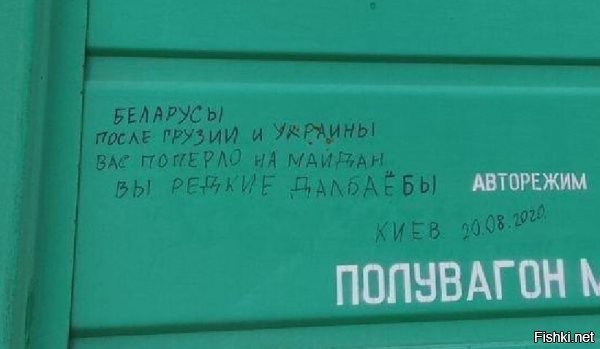 БЕЛАРУСЫ
ПОСЛЕ ГРУЗИИ И УКРАИНЫ
ВАС ПОПЕРЛО НА МАЙДАН
ВЫ РЕДКИЕ ДАЛБАЁБЫ
АВТОРЕЖИМ
КИЕВ 20.08.2020.
ПОЛУВАГОН М
Fishki.net